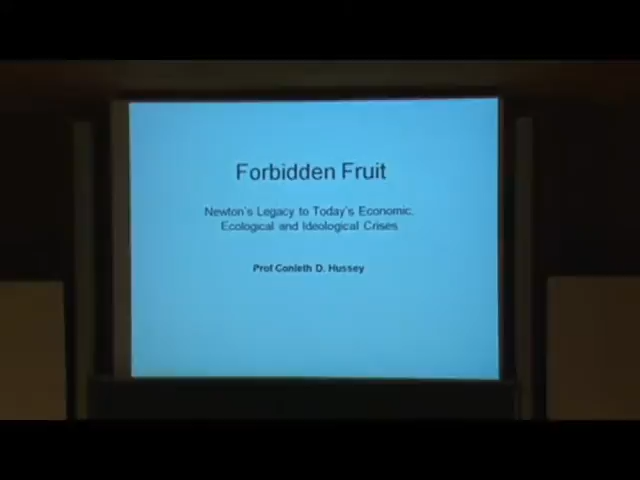 Forbidden Fruit
Newton's Legacy to Today's Economic,
Ecological and Ideological Crises
Prof Conleth D. Hussey